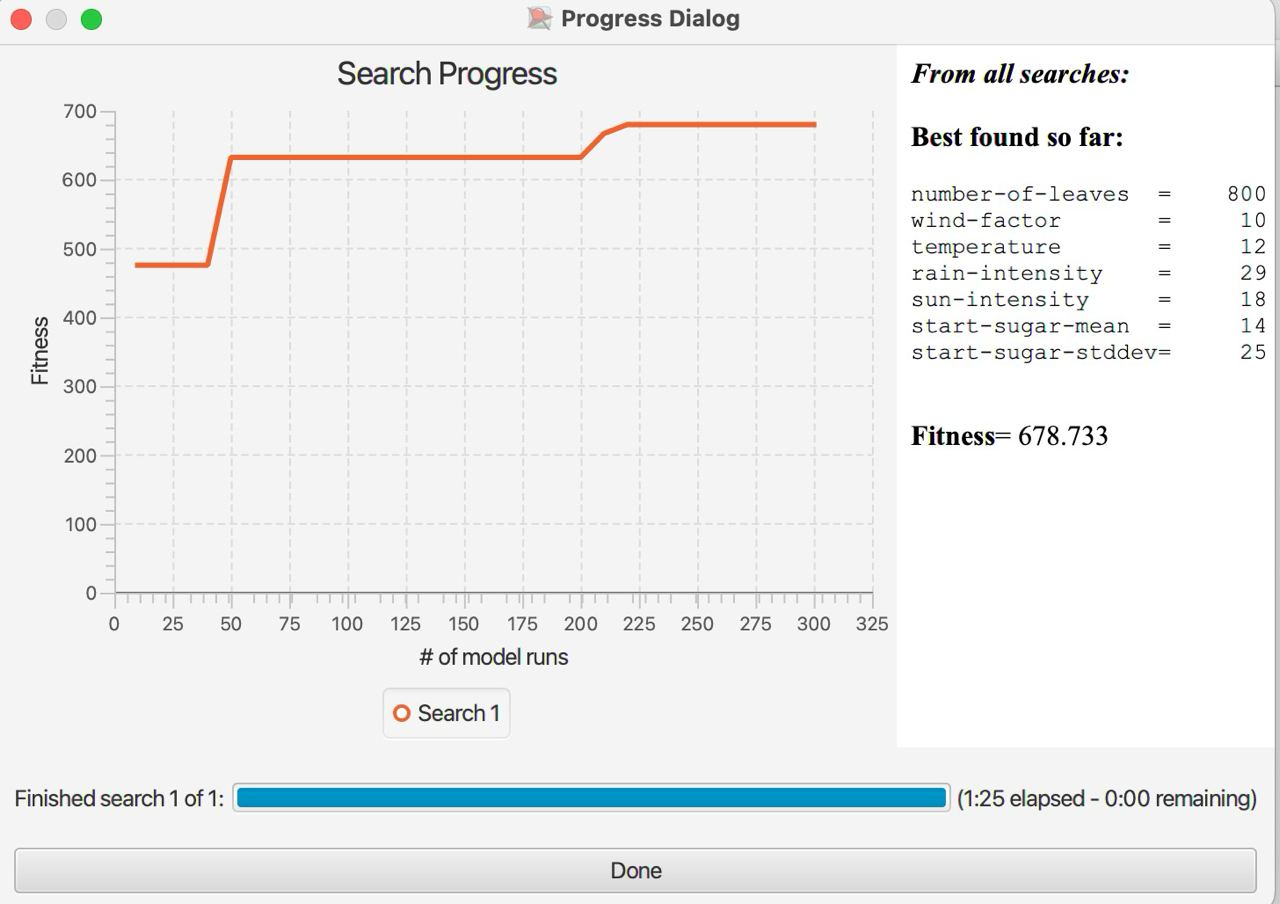 Progress Dialog
Search Progress
700
600
500
400
300
200
100
0
Fitness
0 25 50 75 100 125 150 175 200 225 250 275 300 325
# of model runs
Search 1
From all searches:
Best found so far:
number-of-leaves = 800
wind-factor = 10
temperature = 12
rain-intensity = 29
sun-intensity = 18
start-sugar-mean = 14
start-sugar-stddev= 25
Fitness= 678.733
Finished search 1 of 1: (1:25 elapsed - 0:00 remaining)
Done